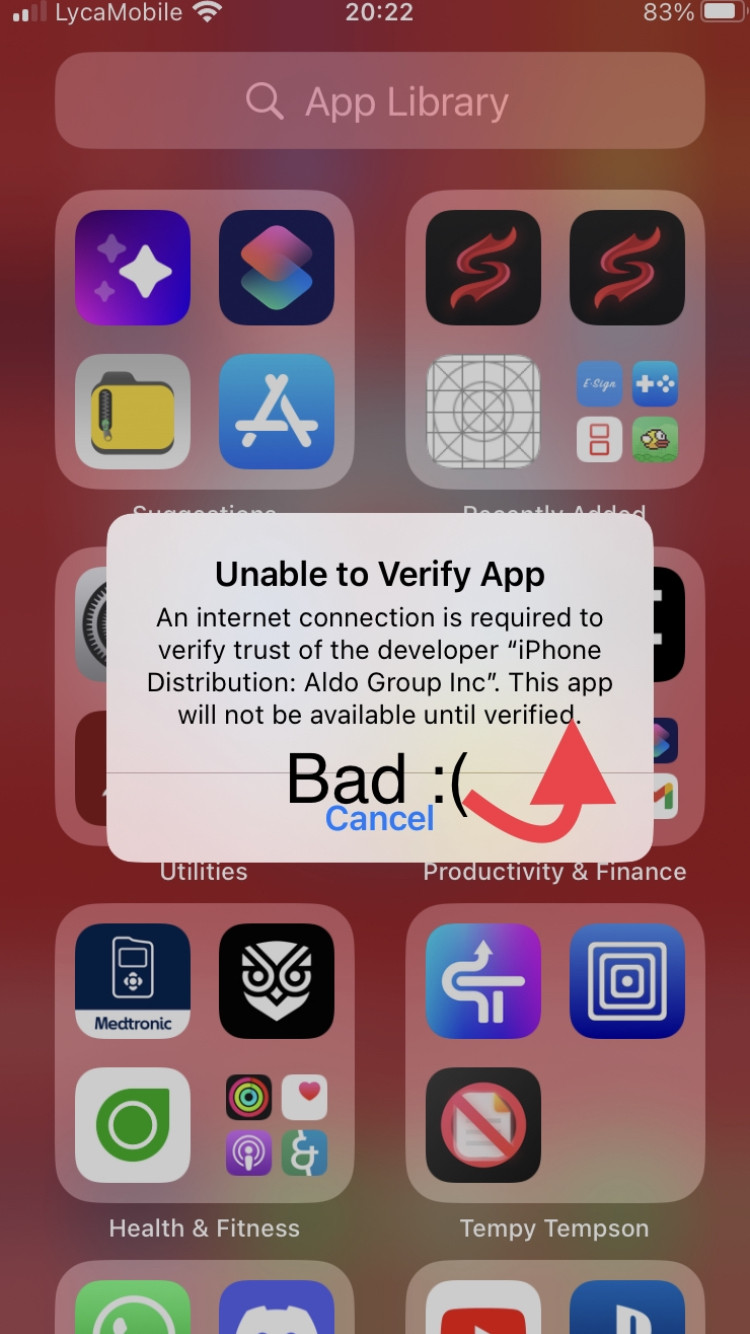 LycaMobile 20:22 83%
App Library
E-Sign
Suggestions Recently Added
Unable to Verify App
An internet connection is required to
verify trust of the developer “iPhone
Distribution: Aldo Group Inc”. This app
will not be available until verified.
Bad :(
Cancel
Utilities Productivity & Finance
Medtronic
Health & Fitness Tempy Tempson